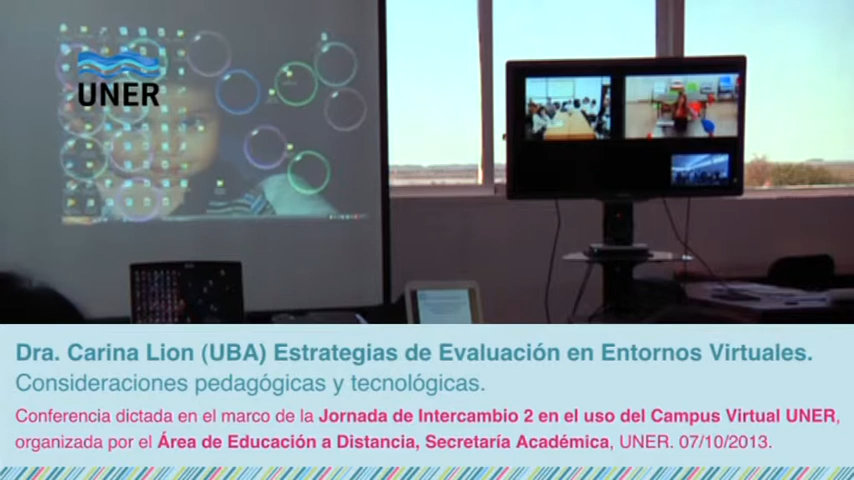 UNER
Dra. Carina Lion (UBA) Estrategias de Evaluación en Entornos Virtuales.
Consideraciones pedagógicas y tecnológicas.
Conferencia dictada en el marco de la Jornada de Intercambio 2 en el uso del Campus Virtual UNER,
organizada por el Área de Educación a Distancia, Secretaría Académica, UNER. 07/10/2013.